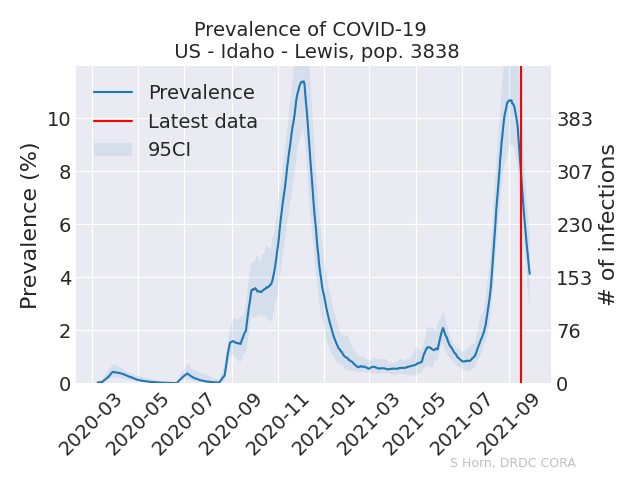 Prevalence of COVID-19
US - Idaho - Lewis, pop. 3838
Prevalence
Latest data
95CI
Prevalence (%)
10
8
6
4
2
0
383
307
230
153
76
0
# of infections
2020-03
2020-05
2020-07
2020-09
2020-11
2021-01
2021-03
2021-05
2021-07
2021-09
S Horn, DRDC CORA